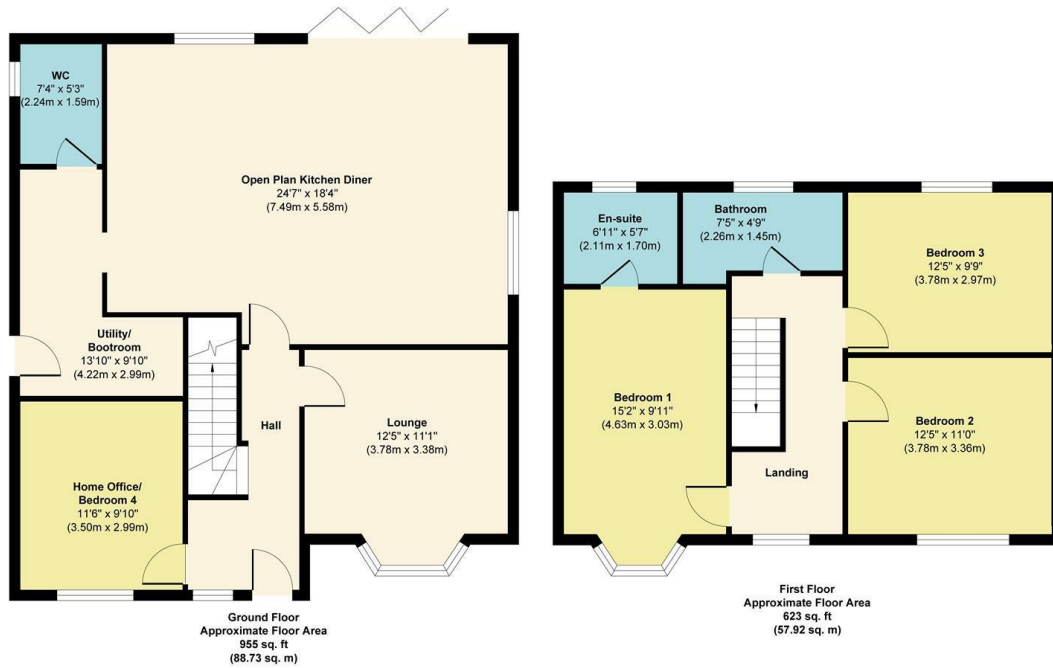 WC
7'4" x 5'3"
(2.24m x 1.59m)
Open Plan Kitchen Diner
24'7" x 18'4"
(7.49m x 5.58m)
Utility/
Bootroom
13'10" x 9'10"
(4.22m x 2.99m)
Hall
Lounge
12'5" x 11'1"
(3.78m x 3.38m)
Home Office/
Bedroom 4
11'6" x 9'10"
(3.50m x 2.99m)
Ground Floor
Approximate Floor Area
955 sq. ft
(88.73 sq. m)
En-suite
6'11" x 5'7"
(2.11m x 1.70m)
Bathroom
7'5" x 4'9"
(2.26m x 1.45m)
Bedroom 3
12'5" x 9'9"
(3.78m x 2.97m)
Bedroom 1
15'2" x 9'11"
(4.63m x 3.03m)
Bedroom 2
12'5" x 11'0"
(3.78m x 3.36m)
Landing
First Floor
Approximate Floor Area
623 sq. ft
(57.92 sq. m)